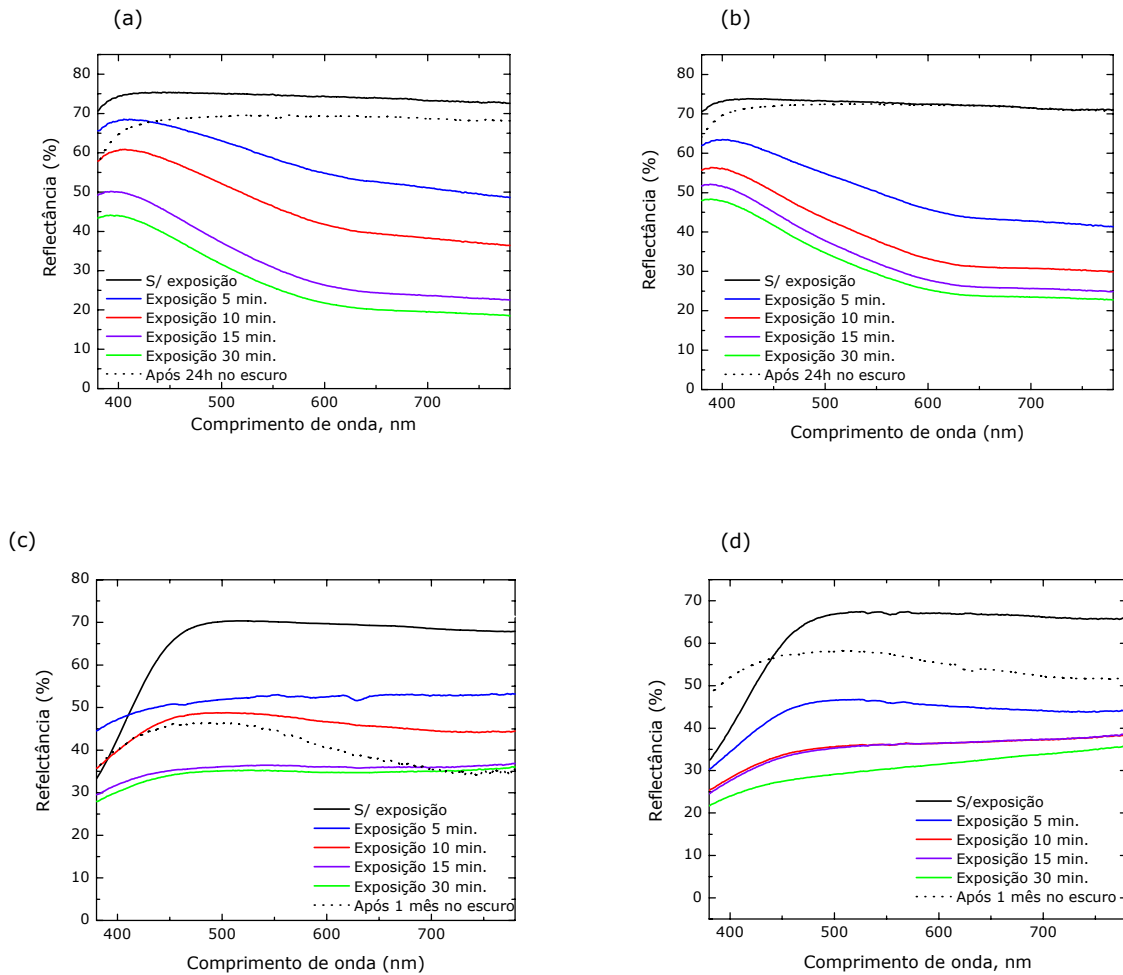 (a)
Reflectância (%)
80
70
60
50
40
30
20
10
0
S/ exposição
Exposição 5 min.
Exposição 10 min.
Exposição 15 min.
Exposição 30 min.
Após 24h no escuro
400 500 600 700
Comprimento de onda, nm
(b)
Reflectância (%)
80
70
60
50
40
30
20
10
0
S/ exposição
Exposição 5 min.
Exposição 10 min.
Exposição 15 min.
Exposição 30 min.
Após 24h no escuro
400 500 600 700
Comprimento de onda (nm)
(c)
Refelctância (%)
80
70
60
50
40
30
20
10
0
S/ exposição
Exposição 5 min.
Exposição 10 min.
Exposição 15 min.
Exposição 30 min.
Após 1 mês no escuro
400 500 600 700
Comprimento de onda (nm)
(d)
Reflectância (%)
70
60
50
40
30
20
10
0
S/exposição
Exposição 5 min.
Exposição 10 min.
Exposição 15 min.
Exposição 30 min.
Após 1 mês no escuro
400 500 600 700
Comprimento de onda, nm